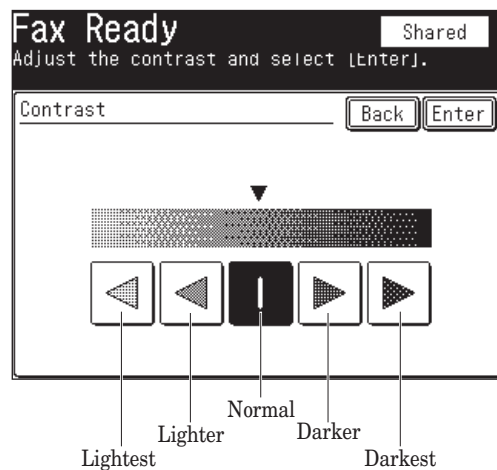 Fax Ready Shared
Adjust the contrast and select [Enter].
Contrast Back Enter
Normal
Lighter Darker
Lightest Darkest